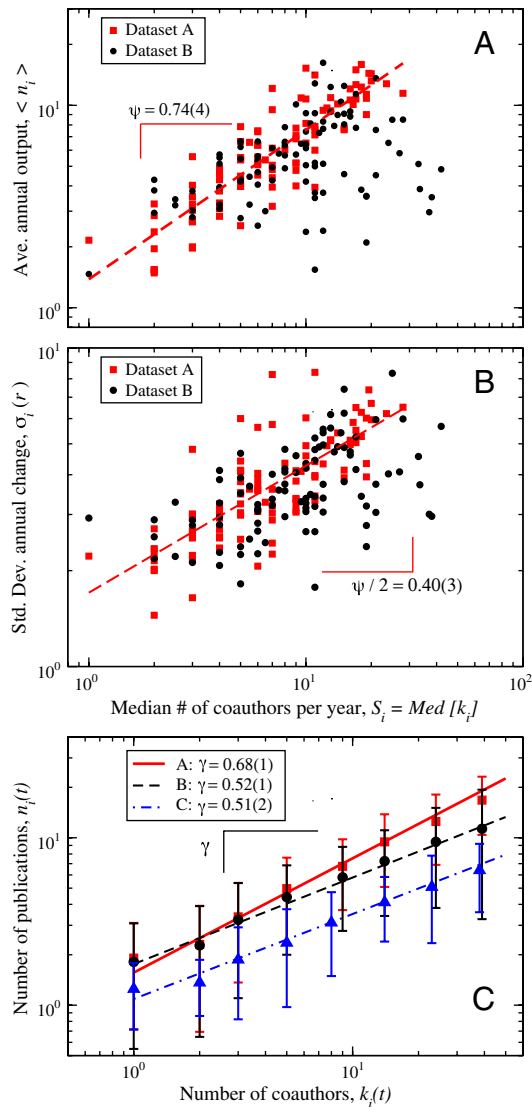 A
Dataset A
Dataset B
ψ = 0.74(4)
Ave. annual output, < n_i >
10^1
10^0
B
Dataset A
Dataset B
ψ / 2 = 0.40(3)
Std. Dev. annual change, σ_i (r)
10^1
10^0
10^0 10^1 10^2
Median # of coauthors per year, S_i = Med [k_i]
A: γ = 0.68(1)
B: γ = 0.52(1)
C: γ = 0.51(2)
γ
C
Number of publications, n_i(t)
10^1
10^0
10^0 10^1
Number of coauthors, k_i(t)